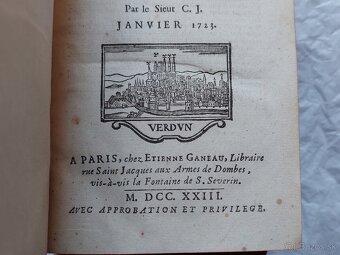 Par le Sieur C. J.
JANVIER 1723.
VERDVN
A PARIS, chez ETIENNE GANEAU, Libraire
rue Saint Jacques aux Armes de Dombes,
vis-à-vis la Fontaine de S. Severin.
M. DCC. XXIII.
AVEC APPROBATION ET PRIVILEGE.